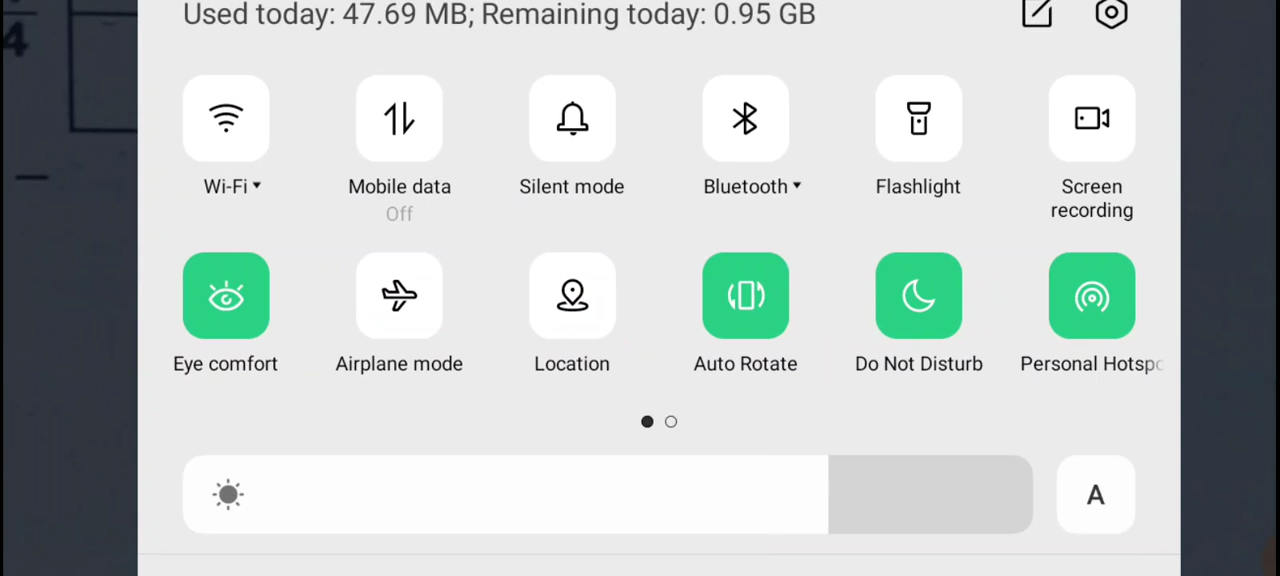 Used today: 47.69 MB; Remaining today: 0.95 GB
4
Wi-Fi
Mobile data
Off
Silent mode
Bluetooth
Flashlight
Screen
recording
Eye comfort
Airplane mode
Location
Auto Rotate
Do Not Disturb
Personal Hotspo
A